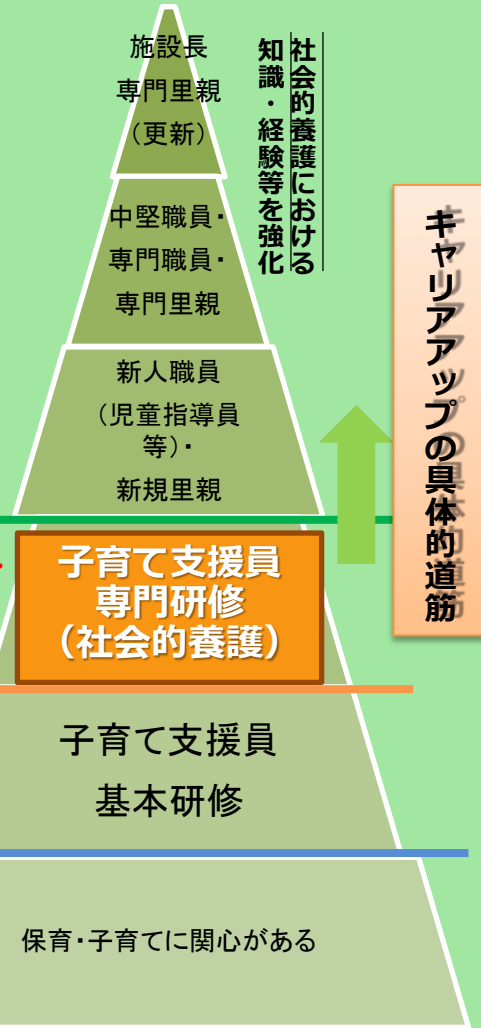 施設長
専門里親
（更新）
社会的養護における
知識・経験等を強化
中堅職員・
専門職員・
専門里親
キャリアアップの具体的道筋
新人職員
（児童指導員
等）・
新規里親
子育て支援員
専門研修
（社会的養護）
子育て支援員
基本研修
保育・子育てに関心がある